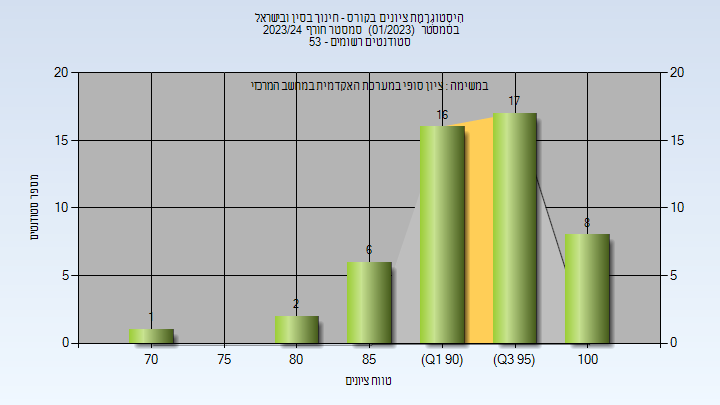 היסטוגרמת ציונים בקורס - חינוך בסין ובישראל
בסמסטר (01/2023) סמסטר חורף 2023/24
סטודנטים רשומים - 53
במשימה : ציון סופי במערכת האקדמית במחשב המרכזי
20 20
15 15
10 10
5 5
0 0
מספר סטודנטים
1 2 6 16 17 8
70 75 80 85 (Q1 90) (Q3 95) 100
טווח ציונים